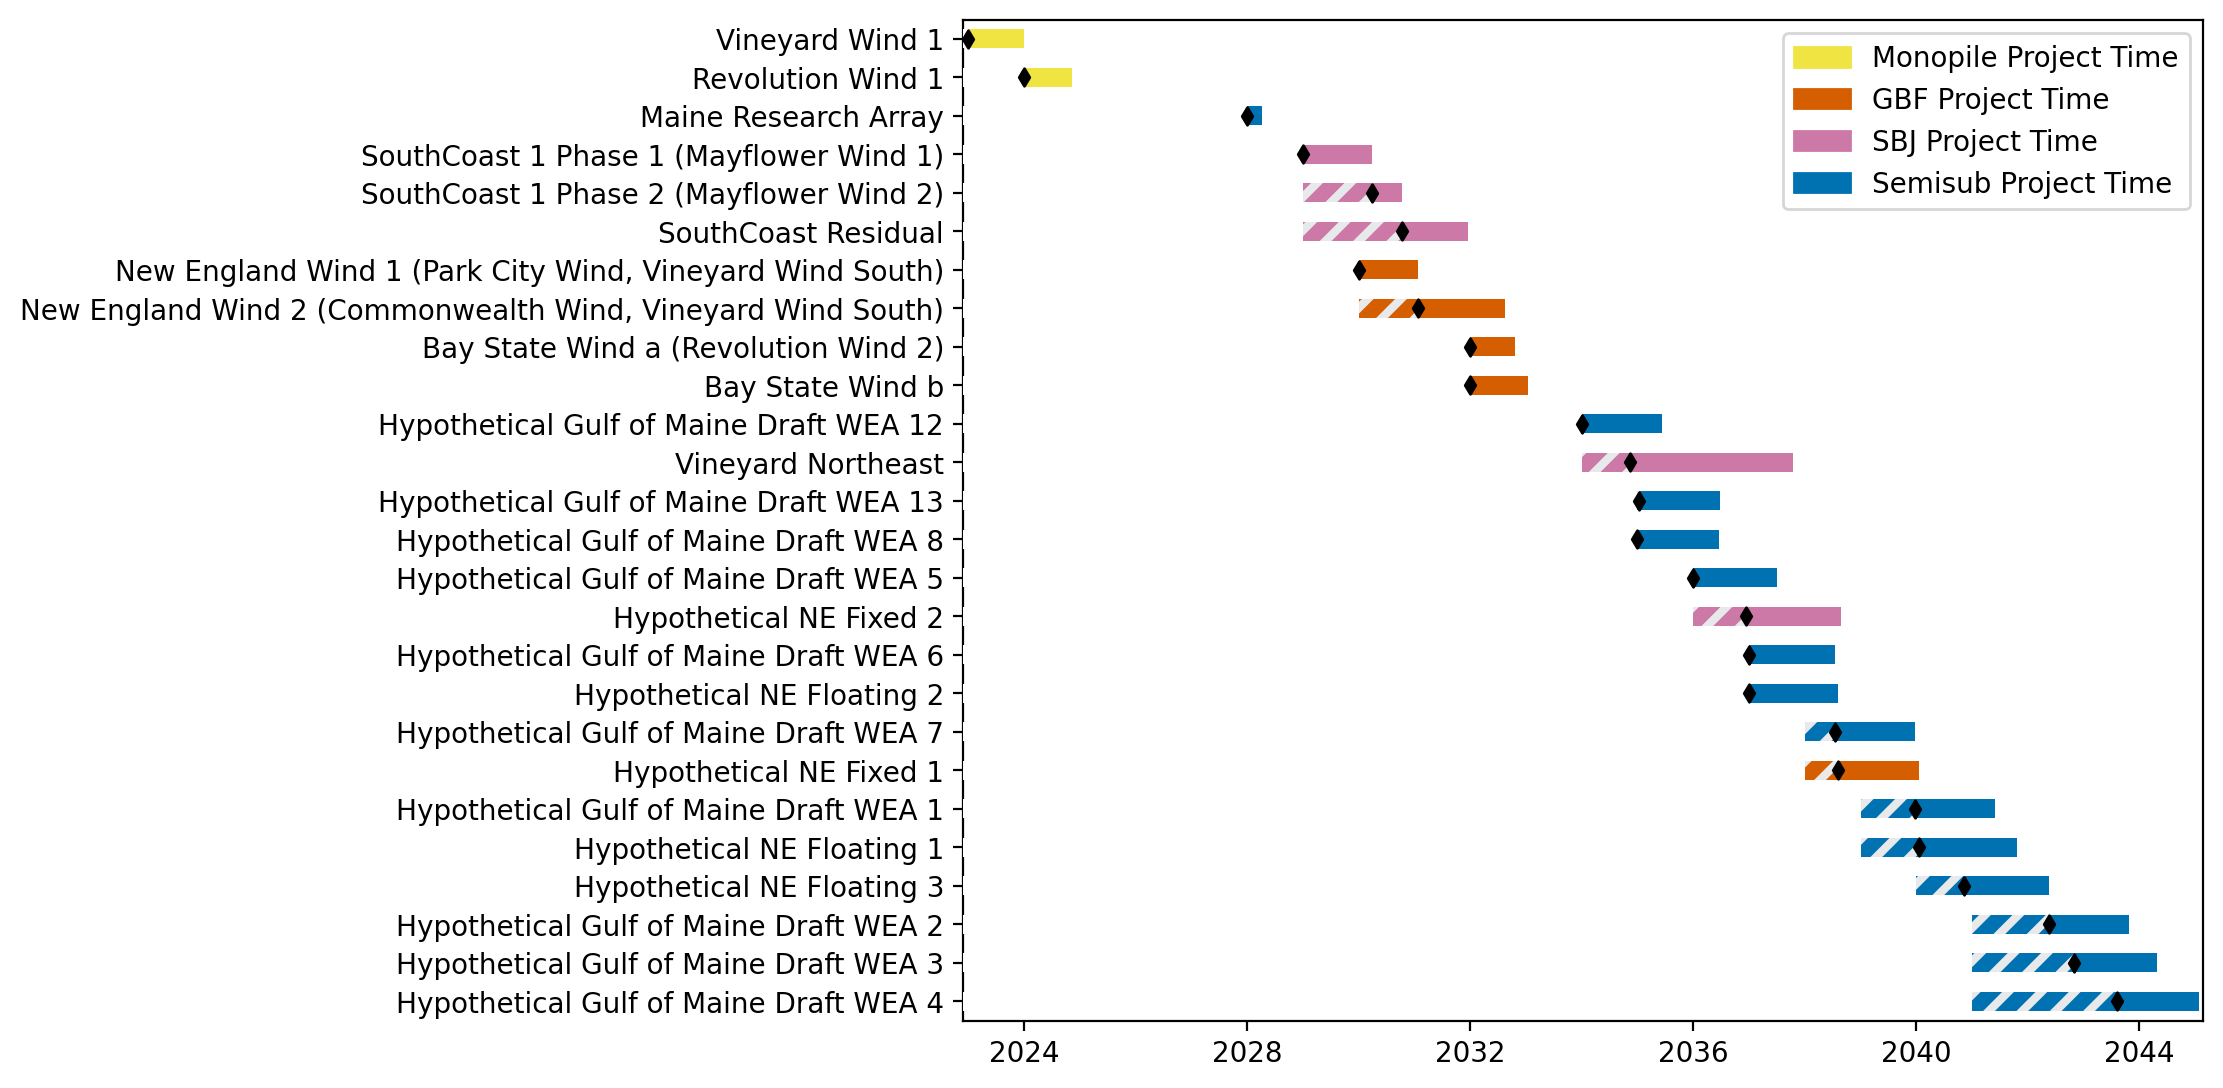 Vineyard Wind 1
Revolution Wind 1
Maine Research Array
SouthCoast 1 Phase 1 (Mayflower Wind 1)
SouthCoast 1 Phase 2 (Mayflower Wind 2)
SouthCoast Residual
New England Wind 1 (Park City Wind, Vineyard Wind South)
New England Wind 2 (Commonwealth Wind, Vineyard Wind South)
Bay State Wind a (Revolution Wind 2)
Bay State Wind b
Hypothetical Gulf of Maine Draft WEA 12
Vineyard Northeast
Hypothetical Gulf of Maine Draft WEA 13
Hypothetical Gulf of Maine Draft WEA 8
Hypothetical Gulf of Maine Draft WEA 5
Hypothetical NE Fixed 2
Hypothetical Gulf of Maine Draft WEA 6
Hypothetical NE Floating 2
Hypothetical Gulf of Maine Draft WEA 7
Hypothetical NE Fixed 1
Hypothetical Gulf of Maine Draft WEA 1
Hypothetical NE Floating 1
Hypothetical NE Floating 3
Hypothetical Gulf of Maine Draft WEA 2
Hypothetical Gulf of Maine Draft WEA 3
Hypothetical Gulf of Maine Draft WEA 4
Monopile Project Time
GBF Project Time
SBJ Project Time
Semisub Project Time
2024 2028 2032 2036 2040 2044